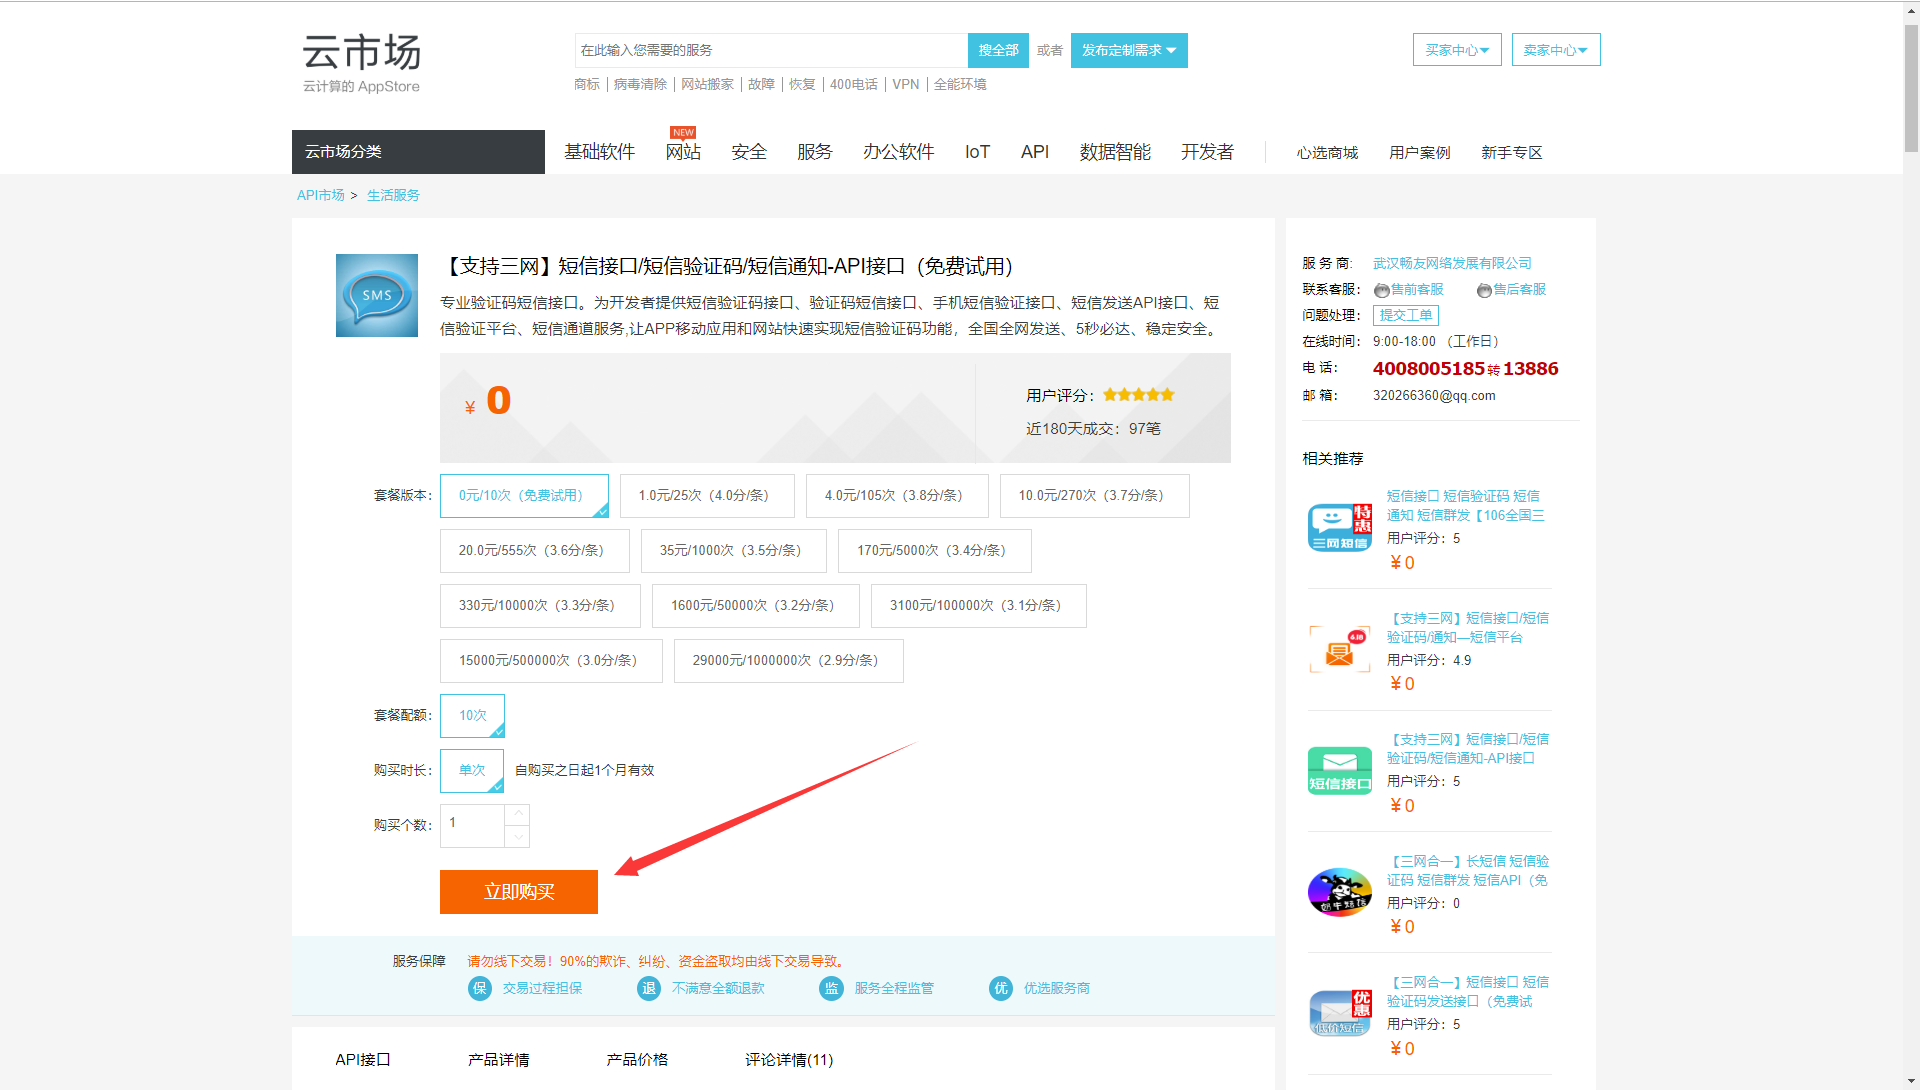 云市场
云计算的 AppStore
在此输入您需要的服务
搜全部
或者
发布定制需求
买家中心
卖家中心
商标 | 病毒清除 | 网站搬家 | 故障 | 恢复 | 400电话 | VPN | 全能环境
云市场分类
基础软件
NEW
网站
安全
服务
办公软件
IoT
API
数据智能
开发者
心选商城
用户案例
新手专区
API市场 > 生活服务
SMS
【支持三网】短信接口/短信验证码/短信通知-API接口（免费试用）
专业验证码短信接口。为开发者提供短信验证码接口、验证码短信接口、手机短信验证接口、短信发送API接口、短
信验证平台、短信通道服务,让APP移动应用和网站快速实现短信验证码功能，全国全网发送、5秒必达、稳定安全。
¥ 0
用户评分：
近180天成交：97笔
套餐版本：
0元/10次（免费试用）
1.0元/25次（4.0分/条）
4.0元/105次（3.8分/条）
10.0元/270次（3.7分/条）
20.0元/555次（3.6分/条）
35元/1000次（3.5分/条）
170元/5000次（3.4分/条）
330元/10000次（3.3分/条）
1600元/50000次（3.2分/条）
3100元/100000次（3.1分/条）
15000元/500000次（3.0分/条）
29000元/1000000次（2.9分/条）
套餐配额：
10次
购买时长：
单次
自购买之日起1个月有效
购买个数：
1
立即购买
服务保障
请勿线下交易！90%的欺诈、纠纷、资金盗取均由线下交易导致。
保 交易过程担保
退 不满意全额退款
监 服务全程监管
优 优选服务商
API接口
产品详情
产品价格
评论详情(11)
服 务 商：
武汉畅友网络发展有限公司
联系客服：
售前客服
售后客服
问题处理：
提交工单
在线时间：
9:00-18:00 （工作日）
电 话：
4008005185转13886
邮 箱：
320266360@qq.com
相关推荐
特惠
三网短信
短信接口 短信验证码 短信
通知 短信群发【106全国三
用户评分：5
¥ 0
6.18
【支持三网】短信接口/短信
验证码/通知—短信平台
用户评分：4.9
¥ 0
短信接口
【支持三网】短信接口/短信
验证码/短信通知-API接口
用户评分：5
¥ 0
奶牛短信
【三网合一】长短信 短信验
证码 短信群发 短信API（免
用户评分：0
¥ 0
优惠
低价短信
【三网合一】短信接口 短信
验证码发送接口（免费试
用户评分：5
¥ 0